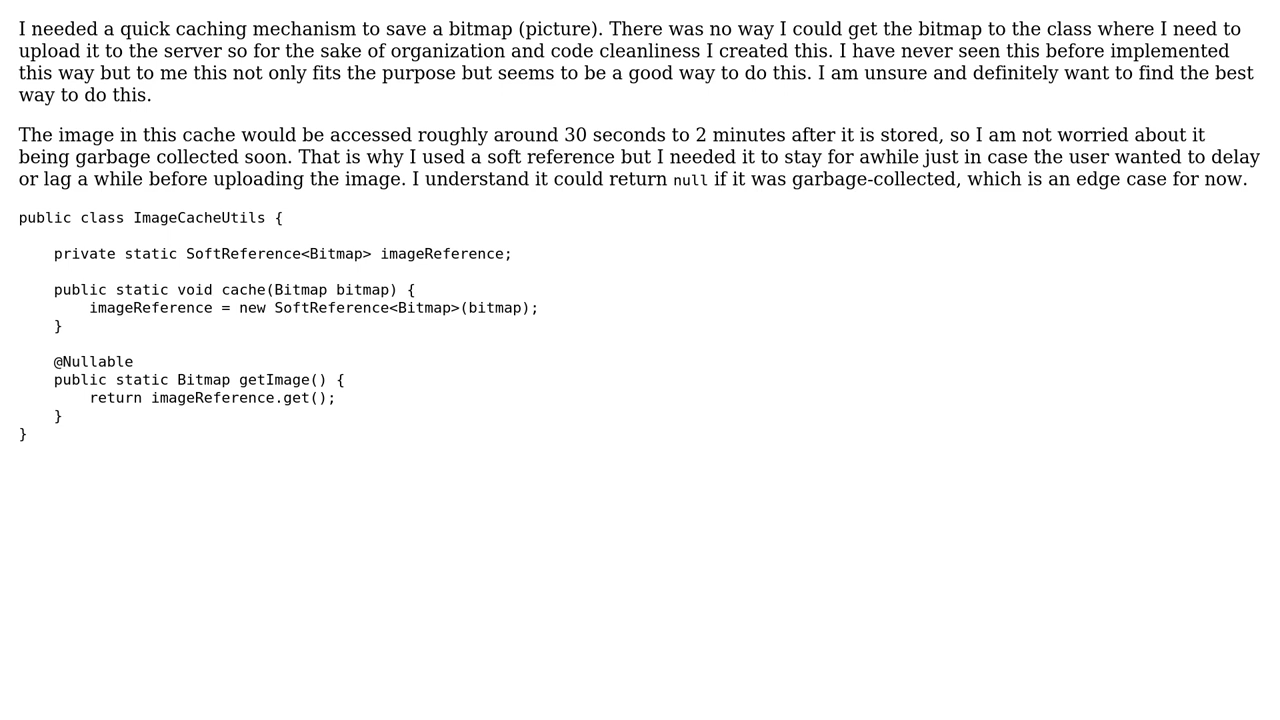 I needed a quick caching mechanism to save a bitmap (picture). There was no way I could get the bitmap to the class where I need to
upload it to the server so for the sake of organization and code cleanliness I created this. I have never seen this before implemented
this way but to me this not only fits the purpose but seems to be a good way to do this. I am unsure and definitely want to find the best
way to do this.
The image in this cache would be accessed roughly around 30 seconds to 2 minutes after it is stored, so I am not worried about it
being garbage collected soon. That is why I used a soft reference but I needed it to stay for awhile just in case the user wanted to delay
or lag a while before uploading the image. I understand it could return null if it was garbage-collected, which is an edge case for now.
public class ImageCacheUtils {
    private static SoftReference<Bitmap> imageReference;
    public static void cache(Bitmap bitmap) {
        imageReference = new SoftReference<Bitmap>(bitmap);
    }
    @Nullable
    public static Bitmap getImage() {
        return imageReference.get();
    }
}